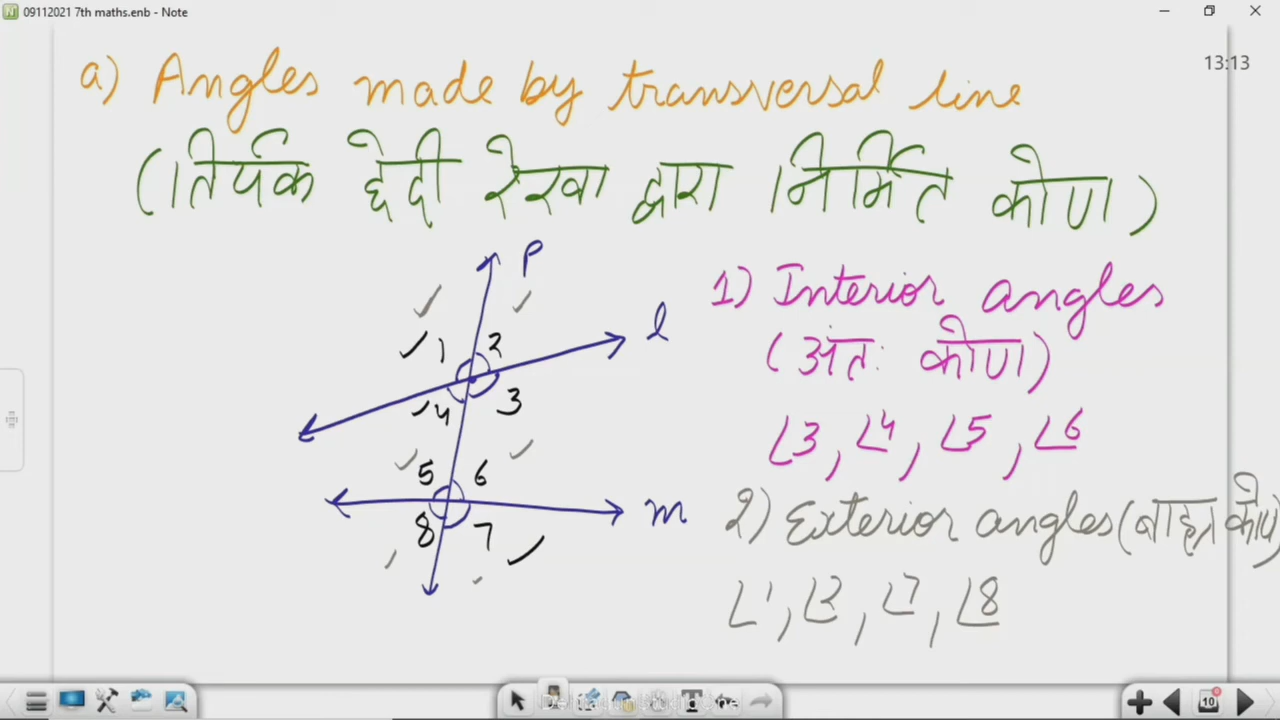 09112021 7th maths.enb - Note
13:13
a) Angles made by transversal line
(तिर्यक छेदी रेखा द्वारा निर्मित कोण)
P
l
1 2
4 3
5 6
8 7
m
1) Interior angles
(अंतः कोण)
∠3, ∠4, ∠5, ∠6
2) Exterior angles (बाह्य कोण)
∠1, ∠2, ∠7, ∠8
10